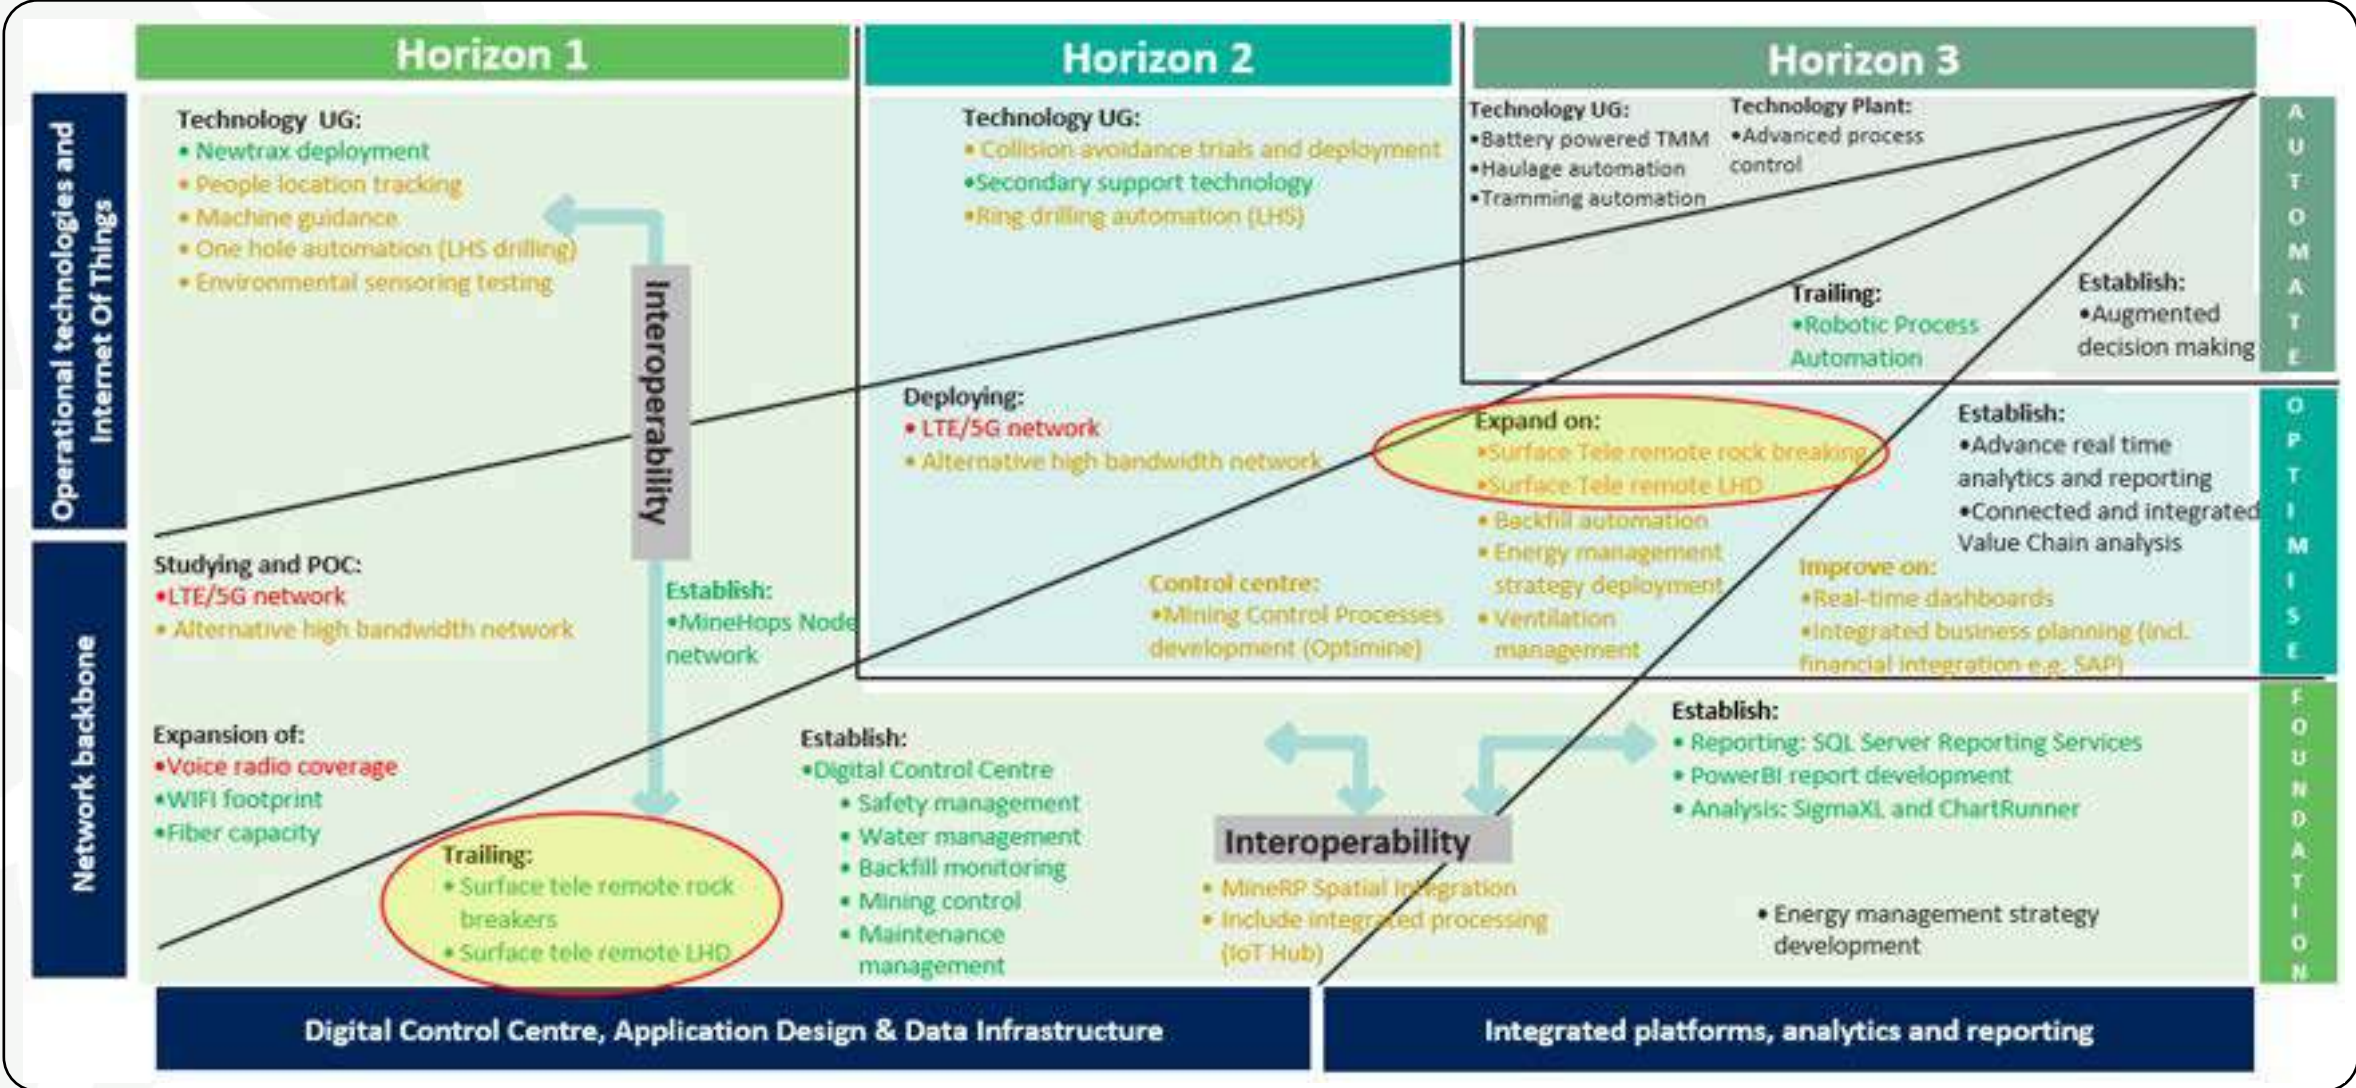 Horizon 1
Horizon 2
Horizon 3
Operational technologies and
Internet Of Things
Technology UG:
• Newtrax deployment
• People location tracking
• Machine guidance
• One hole automation (LHS drilling)
• Environmental sensoring testing
Interoperability
Technology UG:
• Collision avoidance trials and deployment
•Secondary support technology
•Ring drilling automation (LHS)
Technology UG:
•Battery powered TMM
•Haulage automation
•Tramming automation
Technology Plant:
•Advanced process
control
Trailing:
•Robotic Process
Automation
Establish:
•Augmented
decision making
AUTOMATE
Deploying:
• LTE/5G network
• Alternative high bandwidth network
Expand on:
•Surface Tele remote rock breaking
•Surface Tele remote LHD
• Backfill automation
• Energy management
strategy deployment
• Ventilation
management
Establish:
•Advance real time
analytics and reporting
•Connected and integrated
Value Chain analysis
Control centre:
•Mining Control Processes
development (Optimine)
Improve on:
•Real-time dashboards
•Integrated business planning (incl.
financial integration e.g. SAP)
OPTIMISE
Network backbone
Studying and POC:
•LTE/5G network
• Alternative high bandwidth network
Establish:
•MineHops Node
network
Expansion of:
•Voice radio coverage
•WIFI footprint
•Fiber capacity
Trailing:
• Surface tele remote rock
breakers
• Surface tele remote LHD
Establish:
•Digital Control Centre
• Safety management
• Water management
• Backfill monitoring
• Mining control
• Maintenance
management
Interoperability
• MineRP Spatial Integration
• Include integrated processing
(IoT Hub)
Establish:
• Reporting: SQL Server Reporting Services
• PowerBI report development
• Analysis: SigmaXL and ChartRunner
• Energy management strategy
development
FOUNDATION
Digital Control Centre, Application Design & Data Infrastructure
Integrated platforms, analytics and reporting